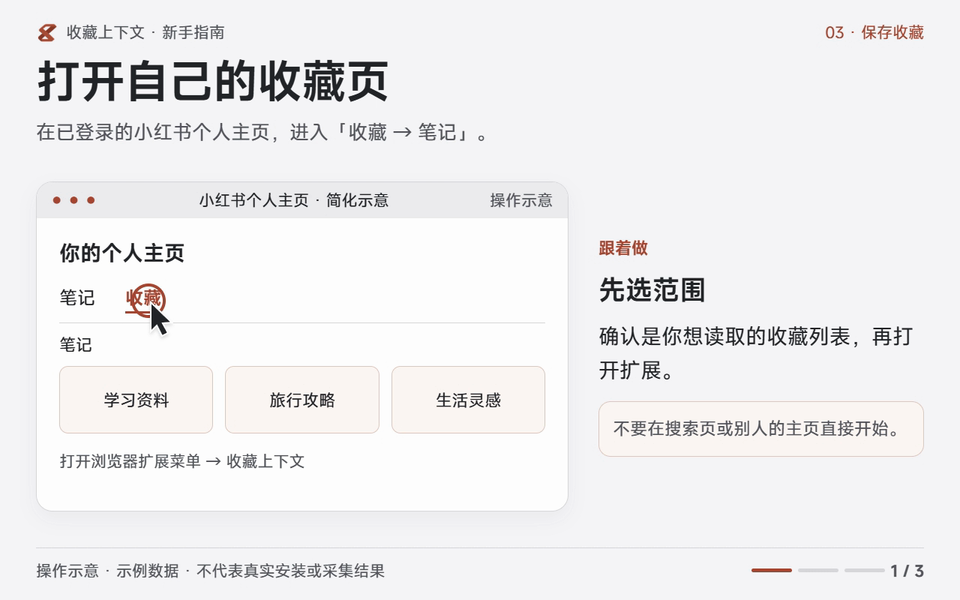 收藏上下文 · 新手指南
03 · 保存收藏
打开自己的收藏页
在已登录的小红书个人主页，进入「收藏 → 笔记」。
小红书个人主页 · 简化示意
操作示意
你的个人主页
笔记
收藏
笔记
学习资料
旅行攻略
生活灵感
打开浏览器扩展菜单 → 收藏上下文
跟着做
先选范围
确认是你想读取的收藏列表，再打
开扩展。
不要在搜索页或别人的主页直接开始。
操作示意 · 示例数据 · 不代表真实安装或采集结果
1 / 3